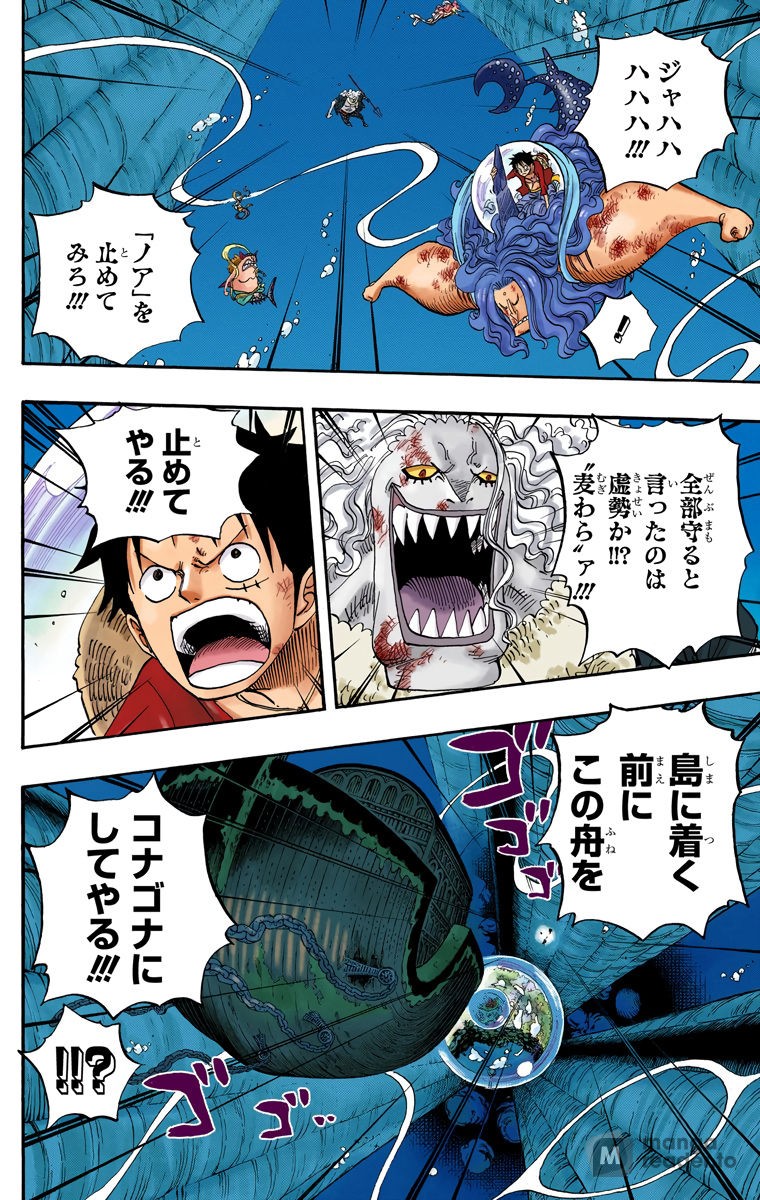 ジャハハ
ハハハ!!!
!
「ノア」を
止めて
みろ!!!
全部守ると
言ったのは
虚勢か!!?
〝麦わら〟ァ!!!
止めて
やる!!!
島に着く
前に
この舟を
ゴゴゴゴ
コナゴナに
してやる!!!
!!?
ゴゴゴ..
manga
reagento